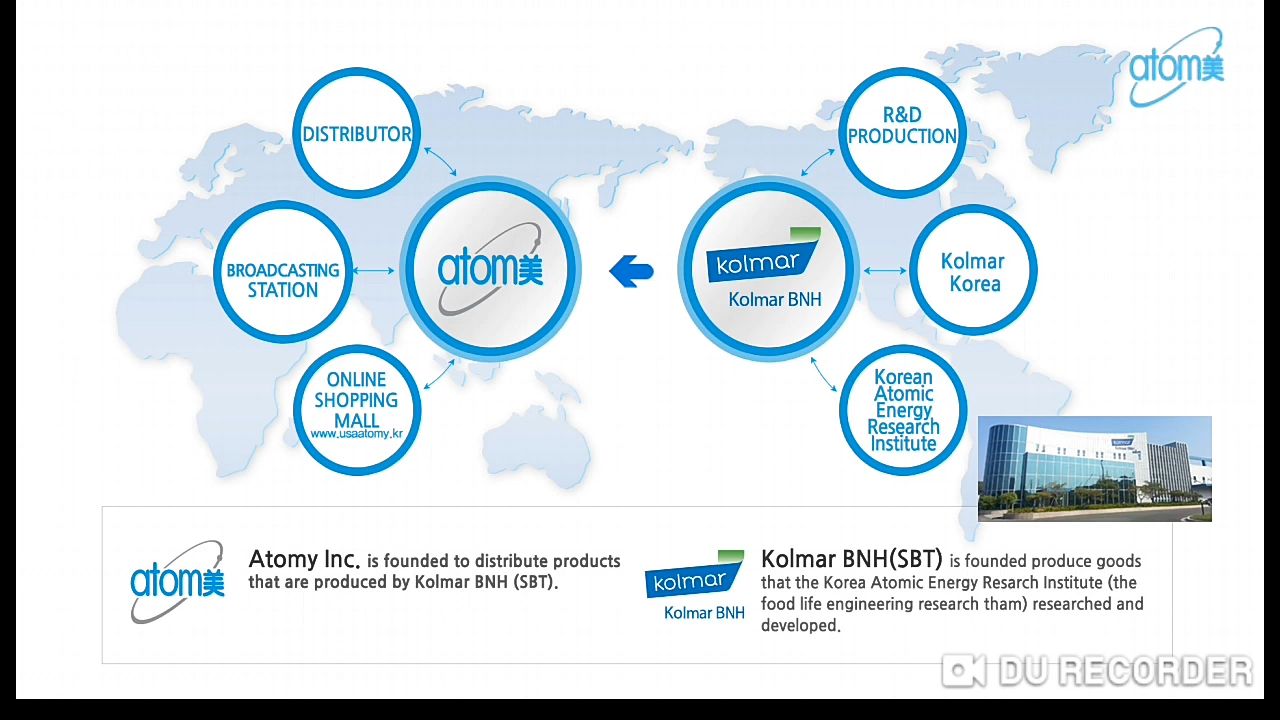 atom美
DISTRIBUTOR
R&D
PRODUCTION
BROADCASTING
STATION
atom美
kolmar
Kolmar BNH
Kolmar
Korea
ONLINE
SHOPPING
MALL
www.usaatomy.kr
Korean
Atomic
Energy
Research
Institute
atom美
Atomy Inc. is founded to distribute products
that are produced by Kolmar BNH (SBT).
kolmar
Kolmar BNH
Kolmar BNH(SBT) is founded produce goods
that the Korea Atomic Energy Resarch Institute (the
food life engineering research tham) researched and
developed.
DU RECORDER